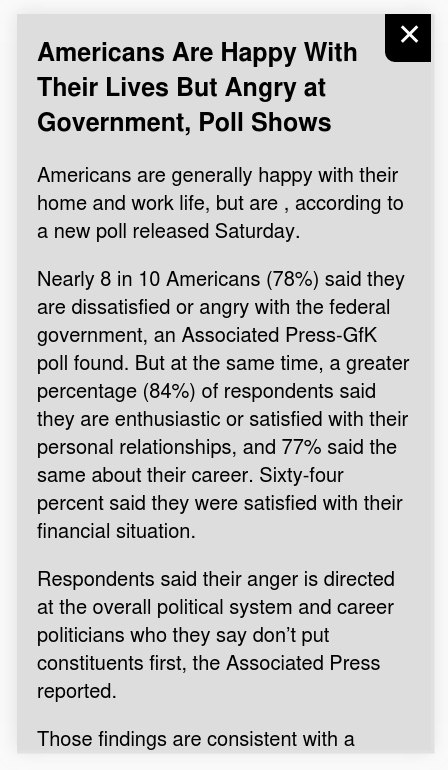 Americans Are Happy With
Their Lives But Angry at
Government, Poll Shows
Americans are generally happy with their
home and work life, but are , according to
a new poll released Saturday.
Nearly 8 in 10 Americans (78%) said they
are dissatisfied or angry with the federal
government, an Associated Press-GfK
poll found. But at the same time, a greater
percentage (84%) of respondents said
they are enthusiastic or satisfied with their
personal relationships, and 77% said the
same about their career. Sixty-four
percent said they were satisfied with their
financial situation.
Respondents said their anger is directed
at the overall political system and career
politicians who they say don’t put
constituents first, the Associated Press
reported.
Those findings are consistent with a